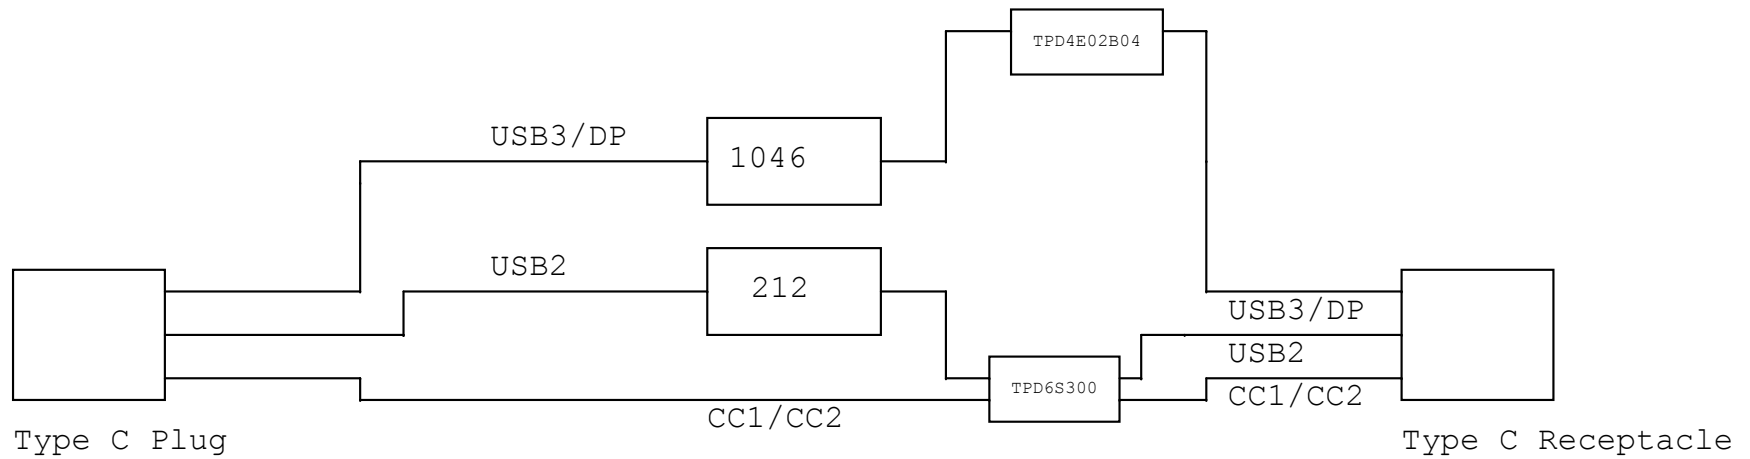 TPD4E02B04
USB3/DP
1046
USB2
212
USB3/DP
USB2
TPD6S300
CC1/CC2
CC1/CC2
Type C Plug
Type C Receptacle